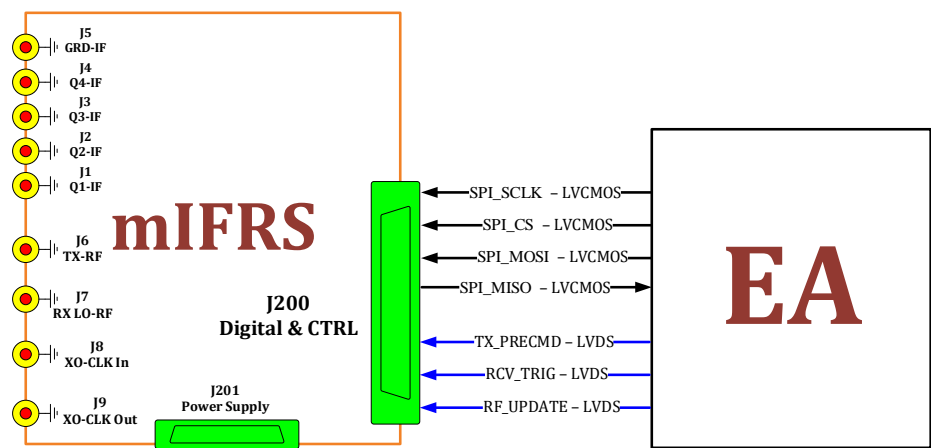 J5
GRD-IF
J4
Q4-IF
J3
Q3-IF
J2
Q2-IF
J1
Q1-IF
J6
TX-RF
J7
RX LO-RF
J8
XO-CLK In
J9
XO-CLK Out
mIFRS
J200
Digital & CTRL
J201
Power Supply
SPI_SCLK – LVCMOS
SPI_CS – LVCMOS
SPI_MOSI – LVCMOS
SPI_MISO – LVCMOS
TX_PRECMD – LVDS
RCV_TRIG – LVDS
RF_UPDATE – LVDS
EA